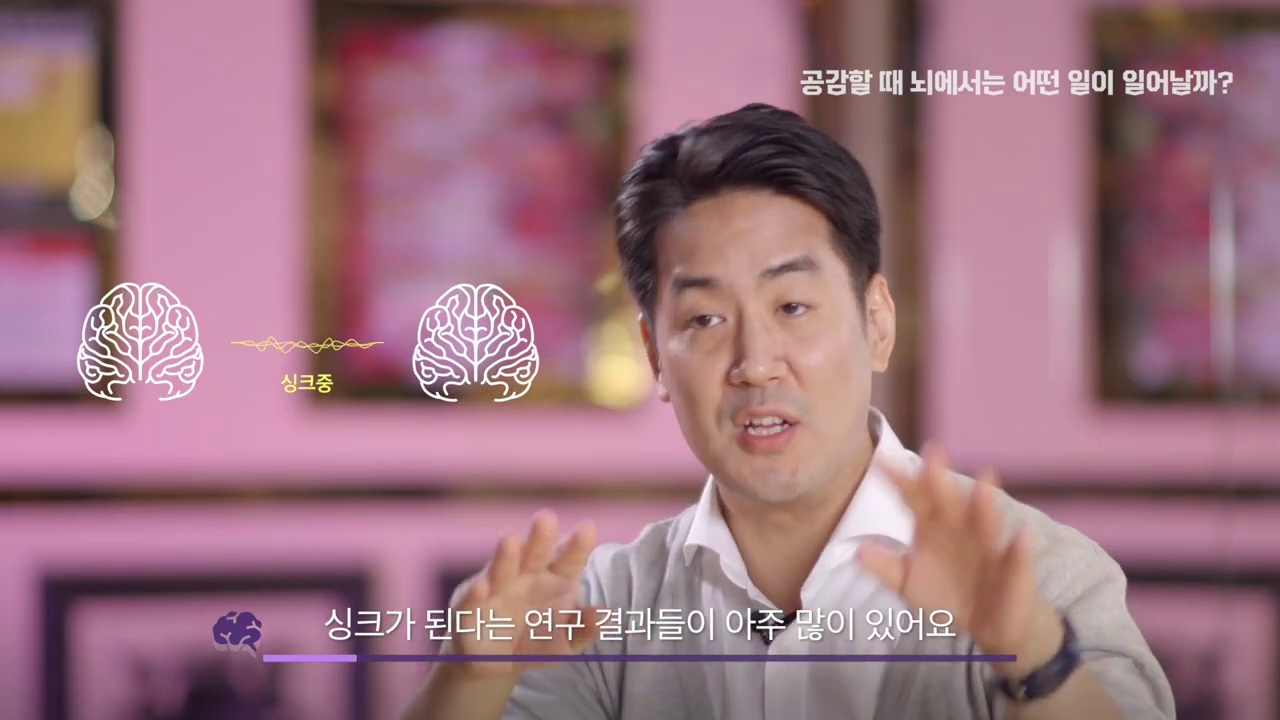 공감할 때 뇌에서는 어떤 일이 일어날까?
싱크중
싱크가 된다는 연구 결과들이 아주 많이 있어요